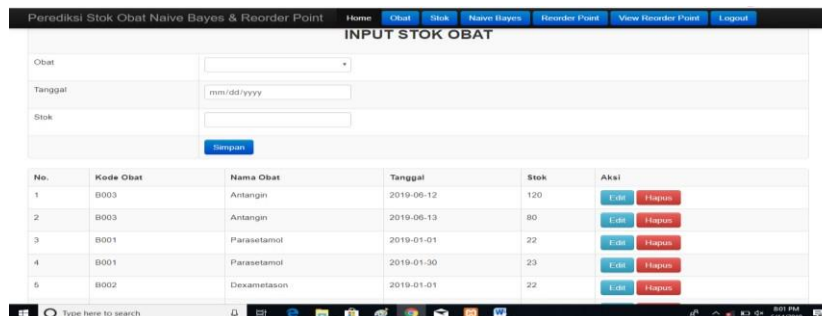 Perediksi Stok Obat Naive Bayes & Reorder Point Home Obat Stok Naive Bayes Reorder Point View Reorder Point Logout
INPUT STOK OBAT
Obat
Tanggal mm/dd/yyyy
Stok
Simpan
No. Kode Obat Nama Obat Tanggal Stok Aksi
1 B003 Antangin 2019-06-12 120 Edit Hapus
2 B003 Antangin 2019-06-13 80 Edit Hapus
3 B001 Parasetamol 2019-01-01 22 Edit Hapus
4 B001 Parasetamol 2019-01-30 23 Edit Hapus
5 B002 Dexametason 2019-01-01 22 Edit Hapus
Type here to search 8:01 PM